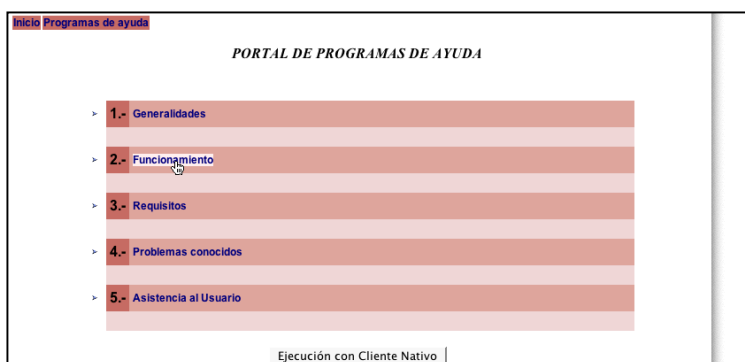 Inicio Programas de ayuda
PORTAL DE PROGRAMAS DE AYUDA
1.- Generalidades
2.- Funcionamiento
3.- Requisitos
4.- Problemas conocidos
5.- Asistencia al Usuario
Ejecución con Cliente Nativo